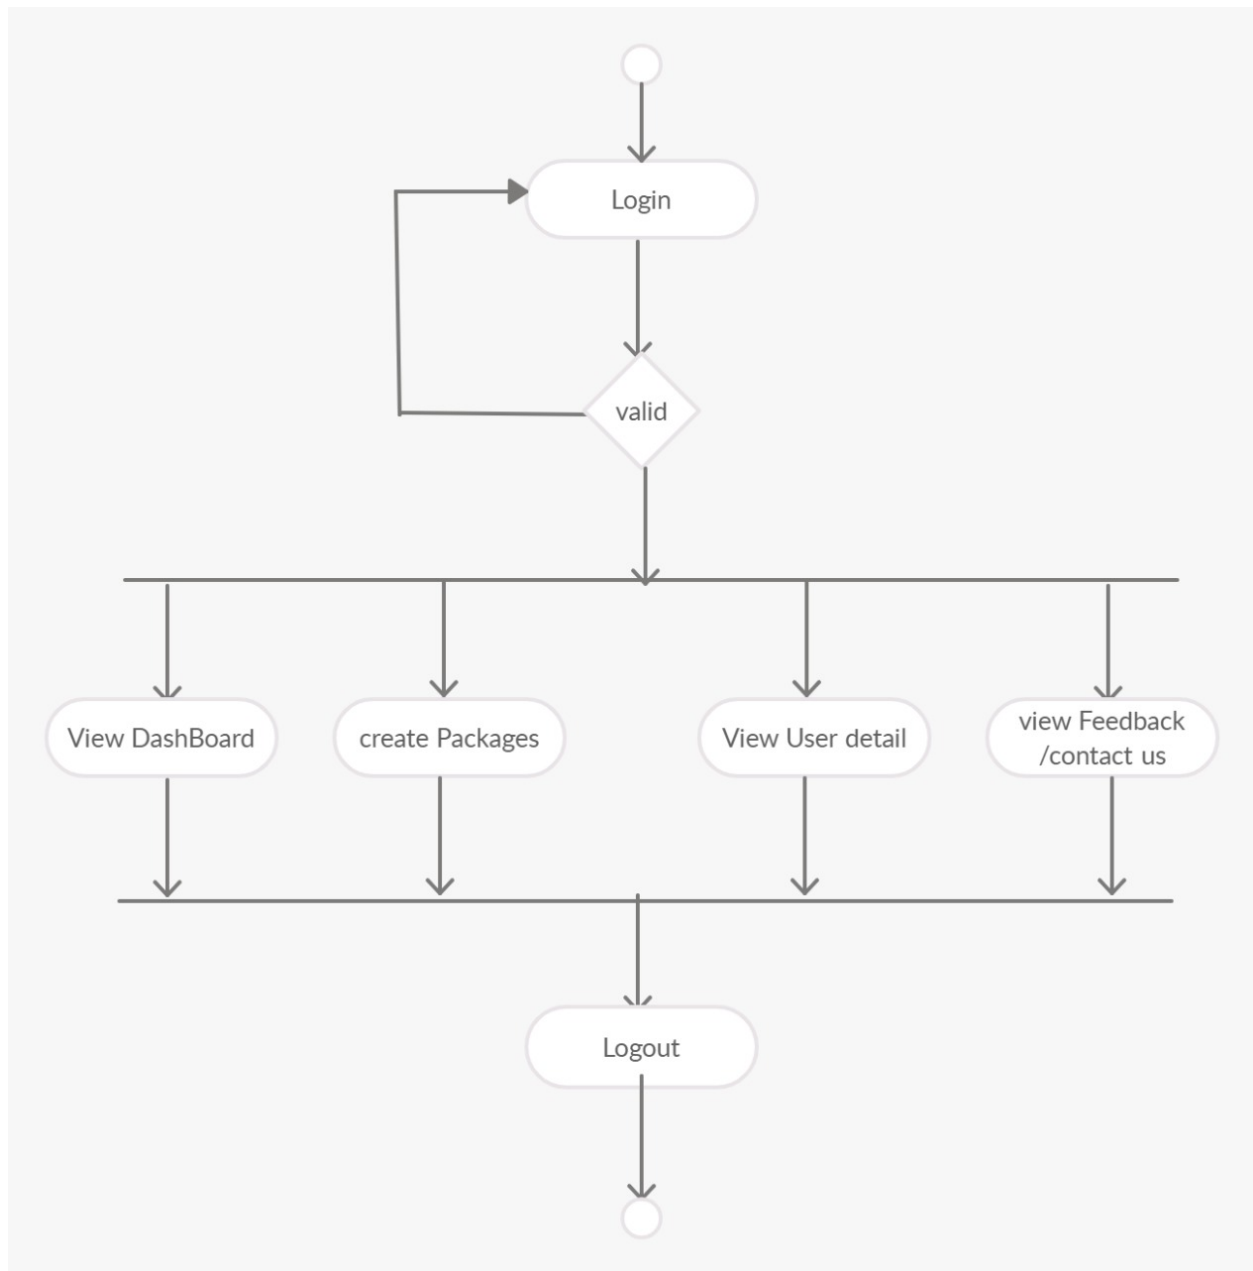 Login
valid
View DashBoard
create Packages
View User detail
view Feedback
/contact us
Logout